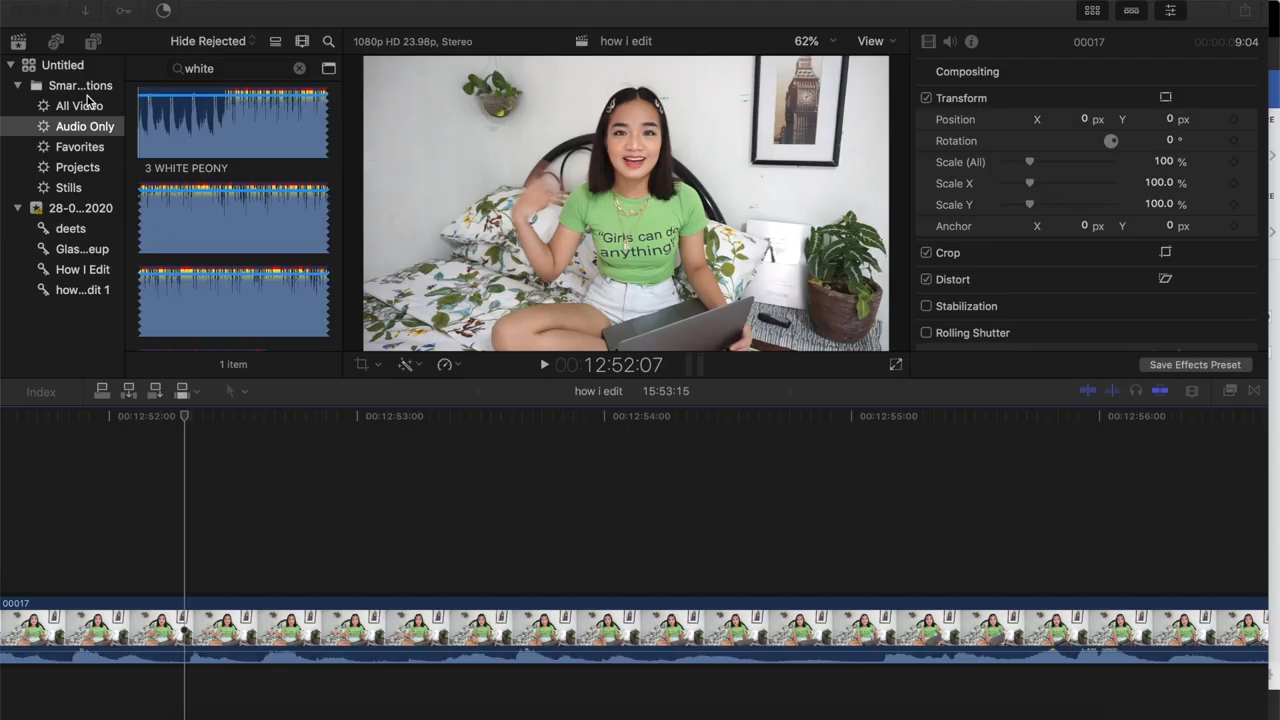 Hide Rejected
1080p HD 23.98p, Stereo
how i edit
62%
View
00017
00:00:00:09:04
Untitled
Smar...tions
All Video
Audio Only
Favorites
Projects
Stills
28-0...2020
deets
Glas...eup
How I Edit
how...dit 1
white
3 WHITE PEONY
1 item
"Girls can do
anything"
00:12:52:07
Compositing
Transform
Position X 0 px Y 0 px
Rotation 0 °
Scale (All) 100 %
Scale X 100.0 %
Scale Y 100.0 %
Anchor X 0 px Y 0 px
Crop
Distort
Stabilization
Rolling Shutter
Save Effects Preset
Index
how i edit
15:53:15
00:12:52:00
00:12:53:00
00:12:54:00
00:12:55:00
00:12:56:00
00017